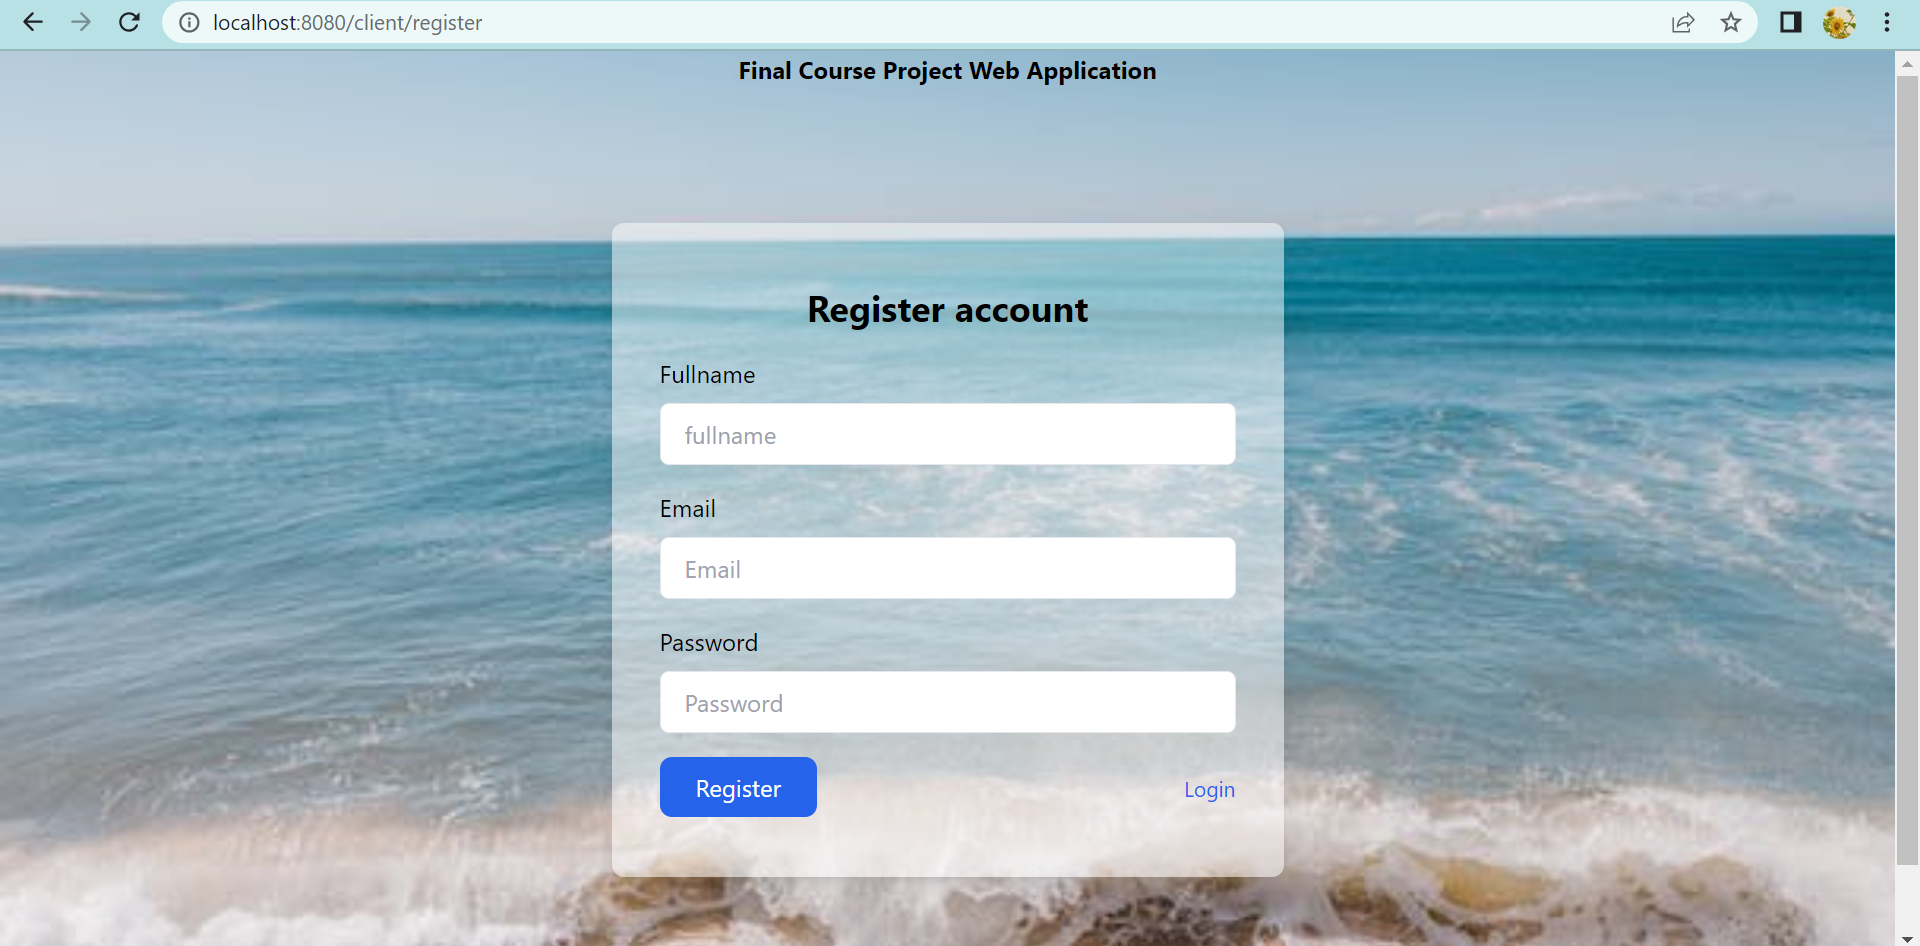 localhost:8080/client/register
Final Course Project Web Application
Register account
Fullname
fullname
Email
Email
Password
Password
Register
Login